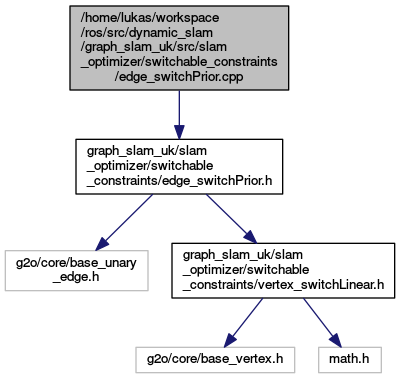 /home/lukas/workspace
/ros/src/dynamic_slam
/graph_slam_uk/src/slam
_optimizer/switchable_constraints
/edge_switchPrior.cpp
graph_slam_uk/slam
_optimizer/switchable
_constraints/edge_switchPrior.h
g2o/core/base_unary
_edge.h
graph_slam_uk/slam
_optimizer/switchable
_constraints/vertex_switchLinear.h
g2o/core/base_vertex.h
math.h